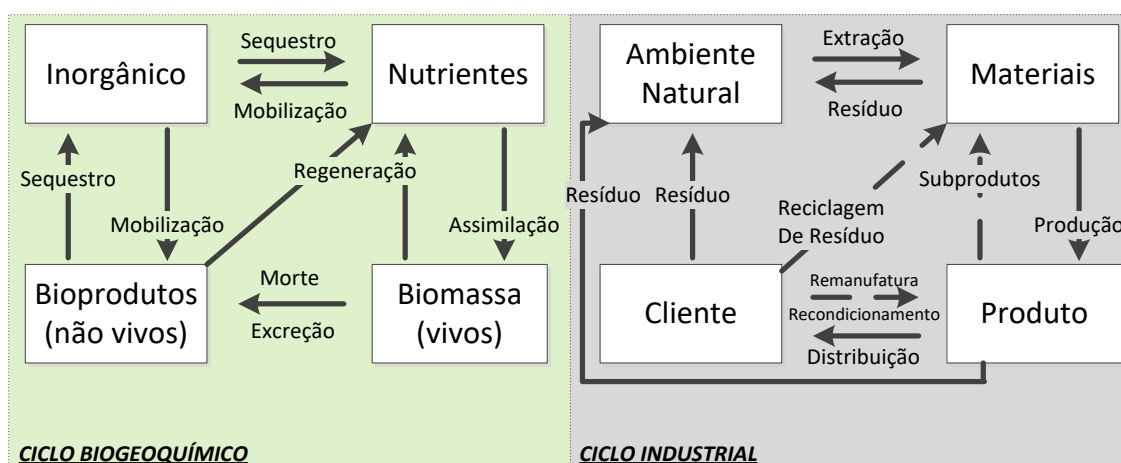 Sequestro
Inorgânico
Nutrientes
Mobilização
Sequestro
Regeneração
Mobilização
Assimilação
Bioprodutos
(não vivos)
Morte
Excreção
Biomassa
(vivos)
CICLO BIOGEOQUÍMICO
Ambiente
Natural
Extração
Resíduo
Materiais
Resíduo
Resíduo
Subprodutos
Reciclagem
De Resíduo
Produção
Cliente
Remanufatura
Recondicionamento
Distribuição
Produto
CICLO INDUSTRIAL